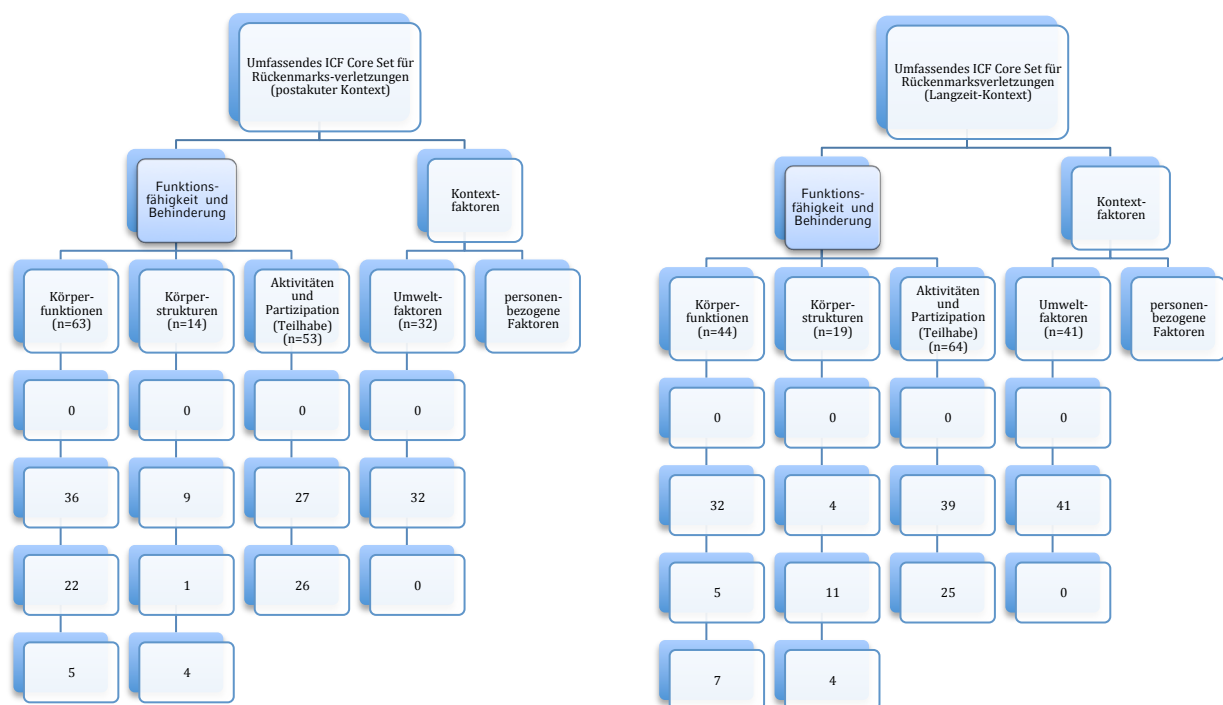 Umfassendes ICF Core Set für
Rückenmarks-verletzungen
(postakuter Kontext)
Funktions-
fähigkeit und
Behinderung
Kontext-
faktoren
Körper-
funktionen
(n=63)
Körper-
strukturen
(n=14)
Aktivitäten
und
Partizipation
(Teilhabe)
(n=53)
Umwelt-
faktoren
(n=32)
personen-
bezogene
Faktoren
0
0
0
0
36
9
27
32
22
1
26
0
5
4
Umfassendes ICF Core Set für
Rückenmarksverletzungen
(Langzeit-Kontext)
Funktions-
fähigkeit und
Behinderung
Kontext-
faktoren
Körper-
funktionen
(n=44)
Körper-
strukturen
(n=19)
Aktivitäten
und
Partizipation
(Teilhabe)
(n=64)
Umwelt-
faktoren
(n=41)
personen-
bezogene
Faktoren
0
0
0
0
32
4
39
41
5
11
25
0
7
4